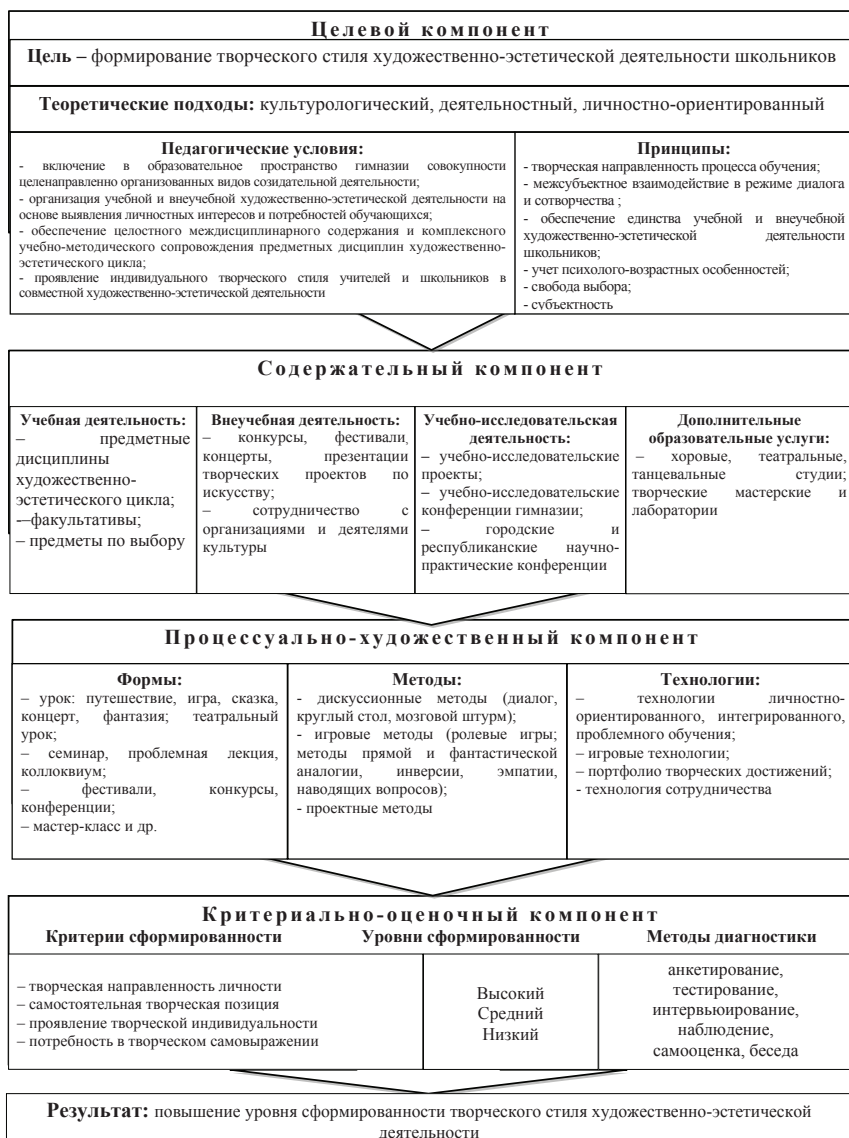 Целевой компонент
Цель – формирование творческого стиля художественно-эстетической деятельности школьников
Теоретические подходы: культурологический, деятельностный, личностно-ориентированный
Педагогические условия:
- включение в образовательное пространство гимназии совокупности
целенаправленно организованных видов созидательной деятельности;
- организация учебной и внеучебной художественно-эстетической деятельности на
основе выявления личностных интересов и потребностей обучающихся;
- обеспечение целостного междисциплинарного содержания и комплексного
учебно-методического сопровождения предметных дисциплин художественно-
эстетического цикла;
- проявление индивидуального творческого стиля учителей и школьников в
совместной художественно-эстетической деятельности
Принципы:
- творческая направленность процесса обучения;
- межсубъектное взаимодействие в режиме диалога
и сотворчества ;
- обеспечение единства учебной и внеучебной
художественно-эстетической деятельности
школьников;
- учет психолого-возрастных особенностей;
- свобода выбора;
- субъектность
Содержательный компонент
Учебная деятельность:
– предметные
дисциплины
художественно-
эстетического цикла;
-–факультативы;
– предметы по выбору
Внеучебная деятельность:
– конкурсы, фестивали,
концерты, презентации
творческих проектов по
искусству;
– сотрудничество с
организациями и деятелями
культуры
Учебно-исследовательская
деятельность:
– учебно-исследовательские
проекты;
– учебно-исследовательские
конференции гимназии;
– городские и
республиканские научно-
практические конференции
Дополнительные
образовательные услуги:
– хоровые, театральные,
танцевальные студии;
творческие мастерские и
лаборатории
Процессуально-художественный компонент
Формы:
– урок: путешествие, игра, сказка,
концерт, фантазия; театральный
урок;
– семинар, проблемная лекция,
коллоквиум;
– фестивали, конкурсы,
конференции;
– мастер-класс и др.
Методы:
- дискуссионные методы (диалог,
круглый стол, мозговой штурм);
- игровые методы (ролевые игры;
методы прямой и фантастической
аналогии, инверсии, эмпатии,
наводящих вопросов);
- проектные методы
Технологии:
– технологии личностно-
ориентированного, интегрированного,
проблемного обучения;
– игровые технологии;
– портфолио творческих достижений;
- технология сотрудничества
Критериально-оценочный компонент
Критерии сформированности Уровни сформированности Методы диагностики
– творческая направленность личности
– самостоятельная творческая позиция
– проявление творческой индивидуальности
– потребность в творческом самовыражении
Высокий
Средний
Низкий
анкетирование,
тестирование,
интервьюирование,
наблюдение,
самооценка, беседа
Результат: повышение уровня сформированности творческого стиля художественно-эстетической
деятельности